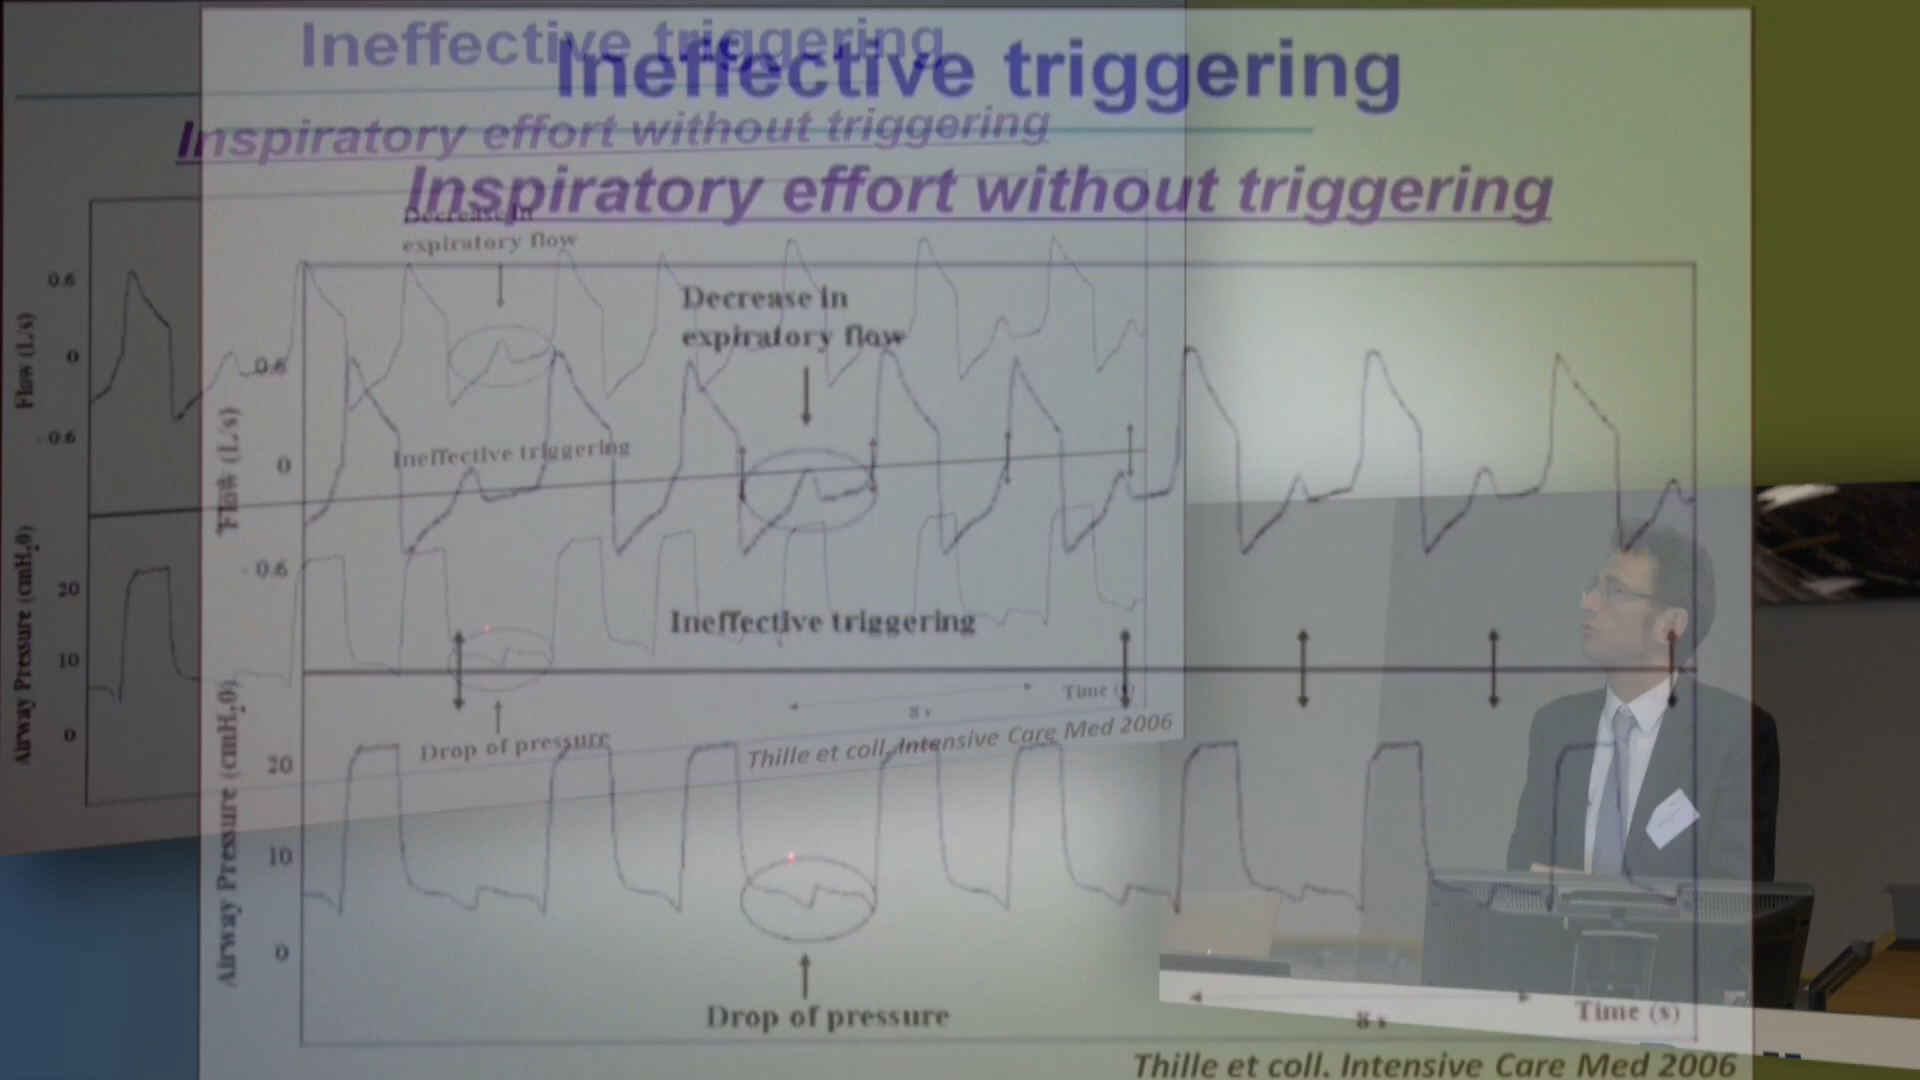 Ineffective triggering
Inspiratory effort without triggering
Decrease in
expiratory flow
0.6
0
0.6
Flow (L/s)
Ineffective triggering
20
10
0
Airway Pressure (cmH₂0)
Drop of pressure
8 s
Time (s)
Thille et coll. Intensive Care Med 2006
Ineffective triggering
Inspiratory effort without triggering
Decrease in
expiratory flow
0.6
0
- 0.6
Flow (L/s)
Ineffective triggering
20
10
0
Airway Pressure (cmH₂0)
Drop of pressure
8 s
Time (s)
Thille et coll. Intensive Care Med 2006